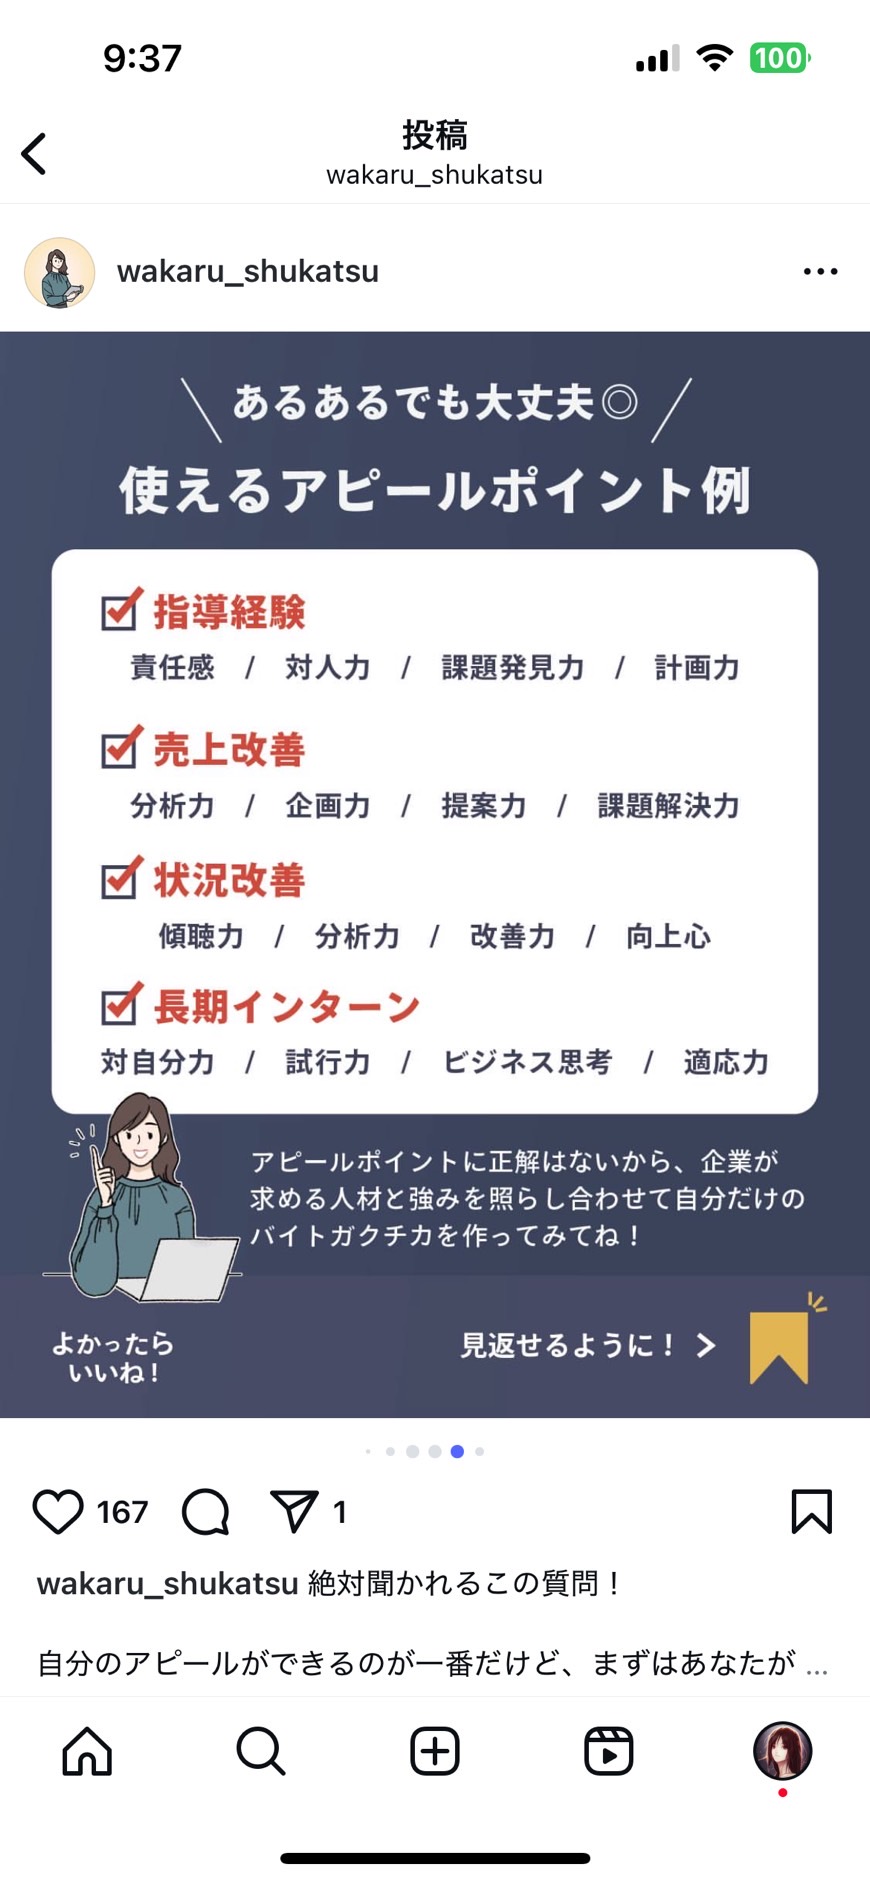 9:37
100
投稿
wakaru_shukatsu
wakaru_shukatsu
あるあるでも大丈夫◎
使えるアピールポイント例
指導経験
責任感 / 対人力 / 課題発見力 / 計画力
売上改善
分析力 / 企画力 / 提案力 / 課題解決力
状況改善
傾聴力 / 分析力 / 改善力 / 向上心
長期インターン
対自分力 / 試行力 / ビジネス思考 / 適応力
アピールポイントに正解はないから、企業が
求める人材と強みを照らし合わせて自分だけの
バイトガクチカを作ってみてね！
よかったら
いいね！
見返せるように！
167
1
wakaru_shukatsu 絶対聞かれるこの質問！
自分のアピールができるのが一番だけど、まずはあなたが ...